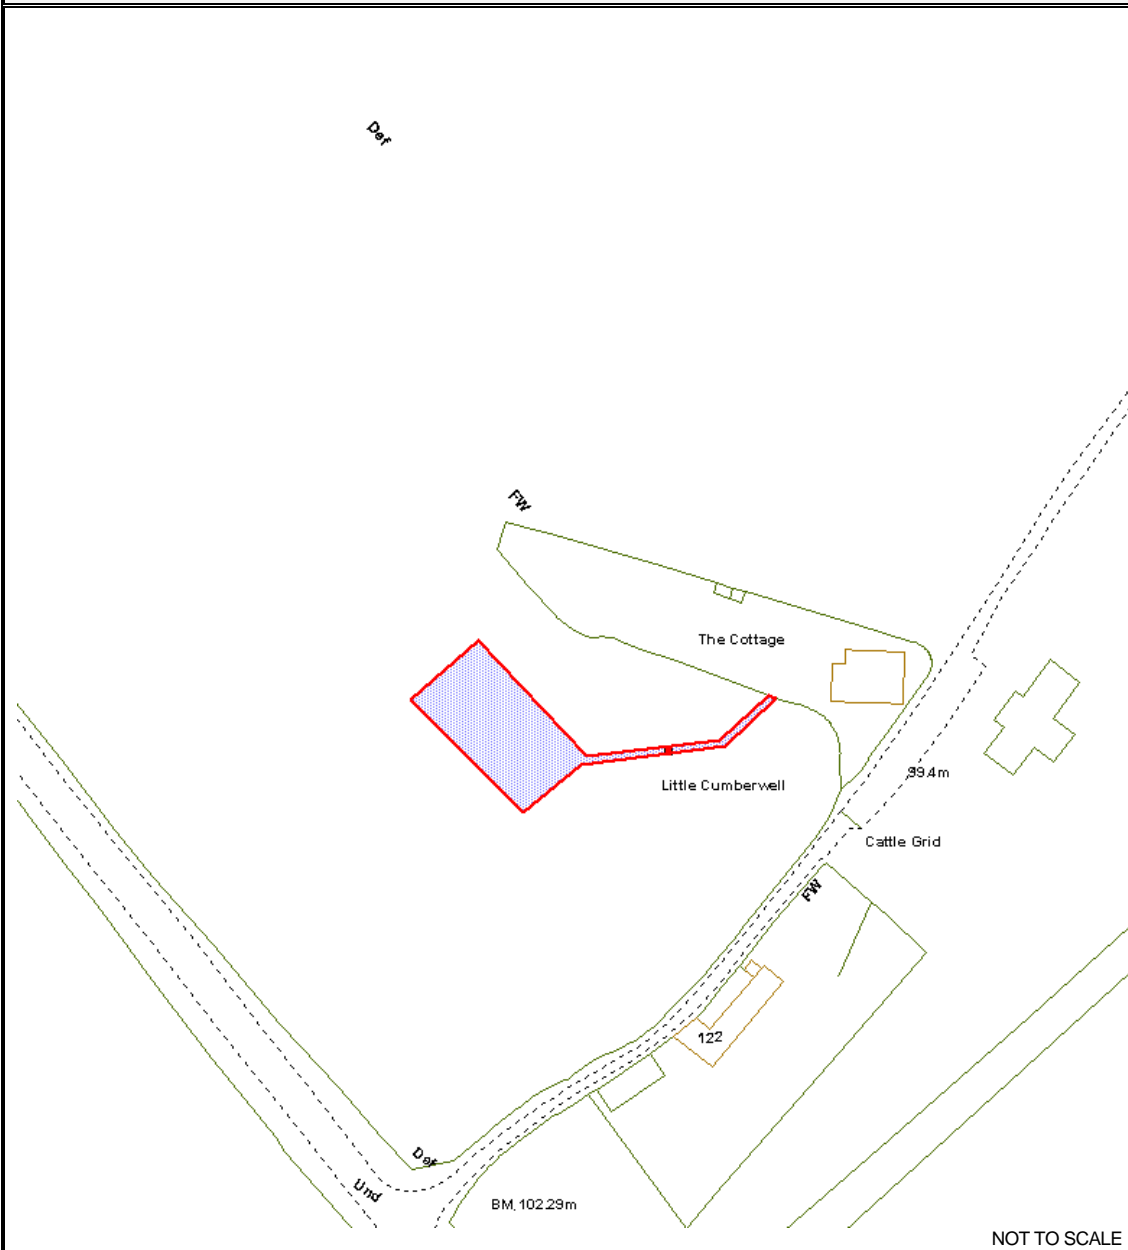 Def
FW
The Cottage
99.4m
Little Cumberwell
Cattle Grid
FW
122
Def
Und
BM 102.29m
NOT TO SCALE